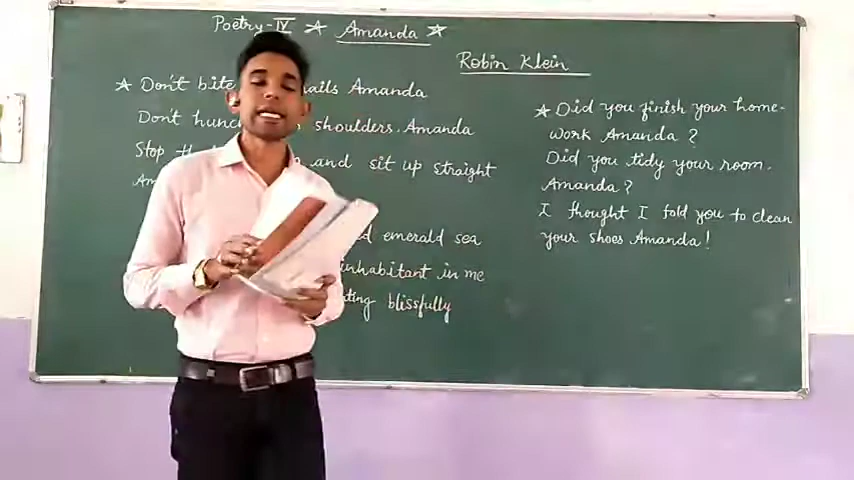 Poetry-IV ☆ Amanda ☆
Robin Klein
☆ Don't bite nails Amanda
Don't hunc shoulders. Amanda
Stop and sit up straight
emerald sea
inhabitant in me
blissfully
☆ Did you finish your home-
work Amanda ?
Did you tidy your room.
Amanda ?
I thought I told you to clean
your shoes Amanda !